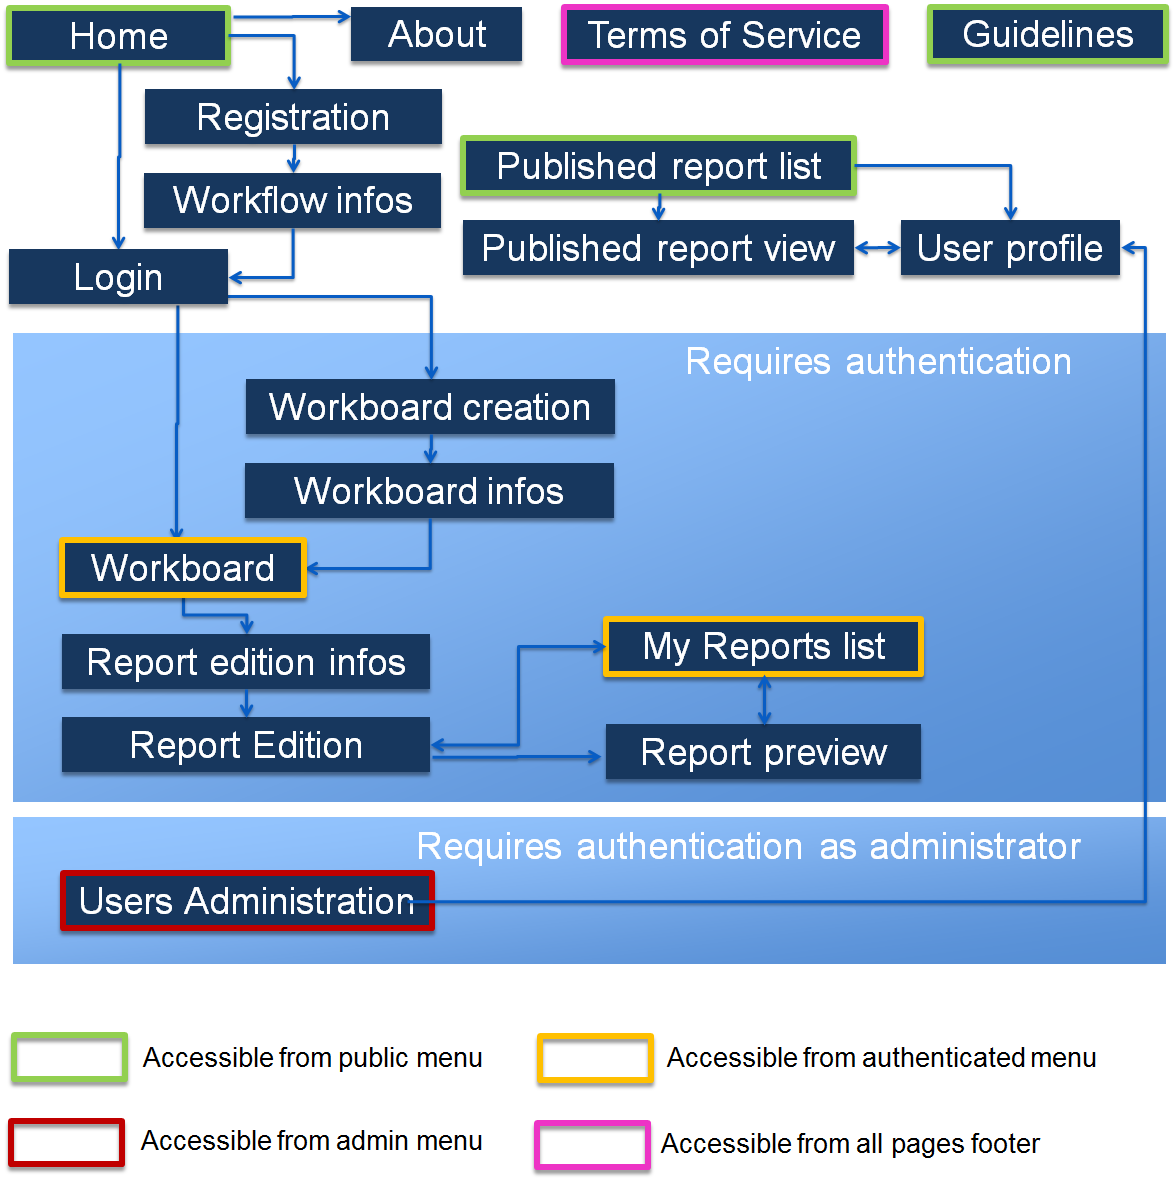 Home
About
Terms of Service
Guidelines
Registration
Published report list
Workflow infos
Published report view
User profile
Login
Requires authentication
Workboard creation
Workboard infos
Workboard
My Reports list
Report edition infos
Report Edition
Report preview
Requires authentication as administrator
Users Administration
Accessible from public menu
Accessible from authenticated menu
Accessible from admin menu
Accessible from all pages footer